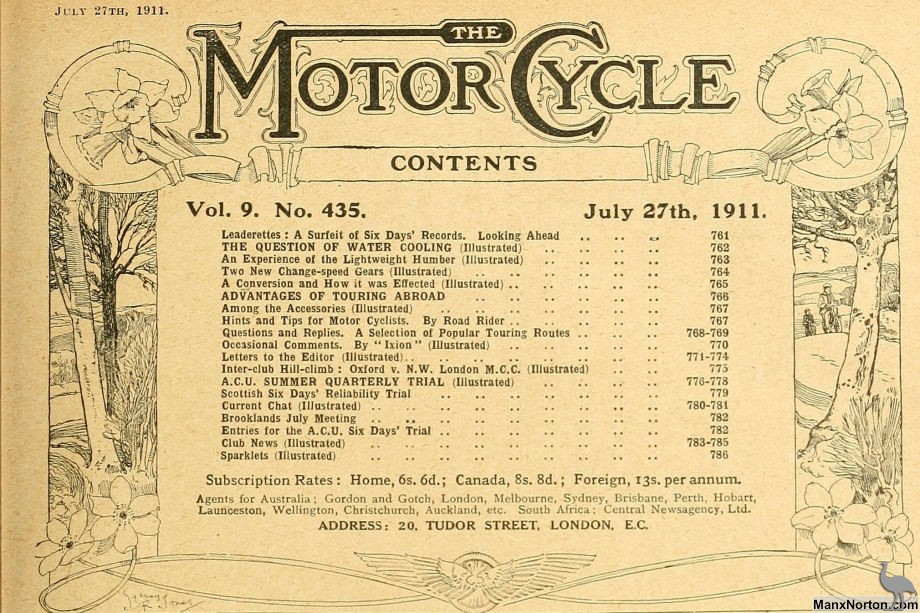 JULY 27TH, 1911.
THE
MOTOR CYCLE
CONTENTS
Vol. 9. No. 435. July 27th, 1911.
Leaderettes : A Surfeit of Six Days' Records. Looking Ahead .. .. .. 761
THE QUESTION OF WATER COOLING (Illustrated) .. .. .. .. .. 762
An Experience of the Lightweight Humber (Illustrated) .. .. .. .. .. 763
Two New Change-speed Gears (Illustrated) .. .. .. .. .. .. .. 764
A Conversion and How it was Effected (Illustrated) .. .. .. .. .. .. 765
ADVANTAGES OF TOURING ABROAD .. .. .. .. .. .. .. 766
Among the Accessories (Illustrated) .. .. .. .. .. .. .. 767
Hints and Tips for Motor Cyclists. By Road Rider .. .. .. .. .. .. 767
Questions and Replies. A Selection of Popular Touring Routes .. .. .. 768-769
Occasional Comments. By "Ixion" (Illustrated) .. .. .. .. .. 770
Letters to the Editor (Illustrated) .. .. .. .. .. .. .. .. 771-774
Inter-club Hill-climb : Oxford v. N.W. London M.C.C. (Illustrated) .. .. 775
A.C.U. SUMMER QUARTERLY TRIAL (Illustrated) .. .. .. .. .. 776-778
Scottish Six Days' Reliability Trial .. .. .. .. .. .. .. 779
Current Chat (Illustrated) .. .. .. .. .. .. .. .. .. 780-781
Brooklands July Meeting .. .. .. .. .. .. .. .. .. 782
Entries for the A.C.U. Six Days' Trial .. .. .. .. .. .. .. 782
Club News (Illustrated) .. .. .. .. .. .. .. .. .. 783-785
Sparklets (Illustrated) .. .. .. .. .. .. .. .. .. 786
Subscription Rates : Home, 6s. 6d. ; Canada, 8s. 8d. ; Foreign, 13s. per annum.
Agents for Australia ; Gordon and Gotch, London, Melbourne, Sydney, Brisbane, Perth, Hobart,
Launceston, Wellington, Christchurch, Auckland, etc. South Africa ; Central Newsagency, Ltd.
ADDRESS: 20, TUDOR STREET, LONDON, E.C.
Sydney
R. Jones
ManxNorton.com